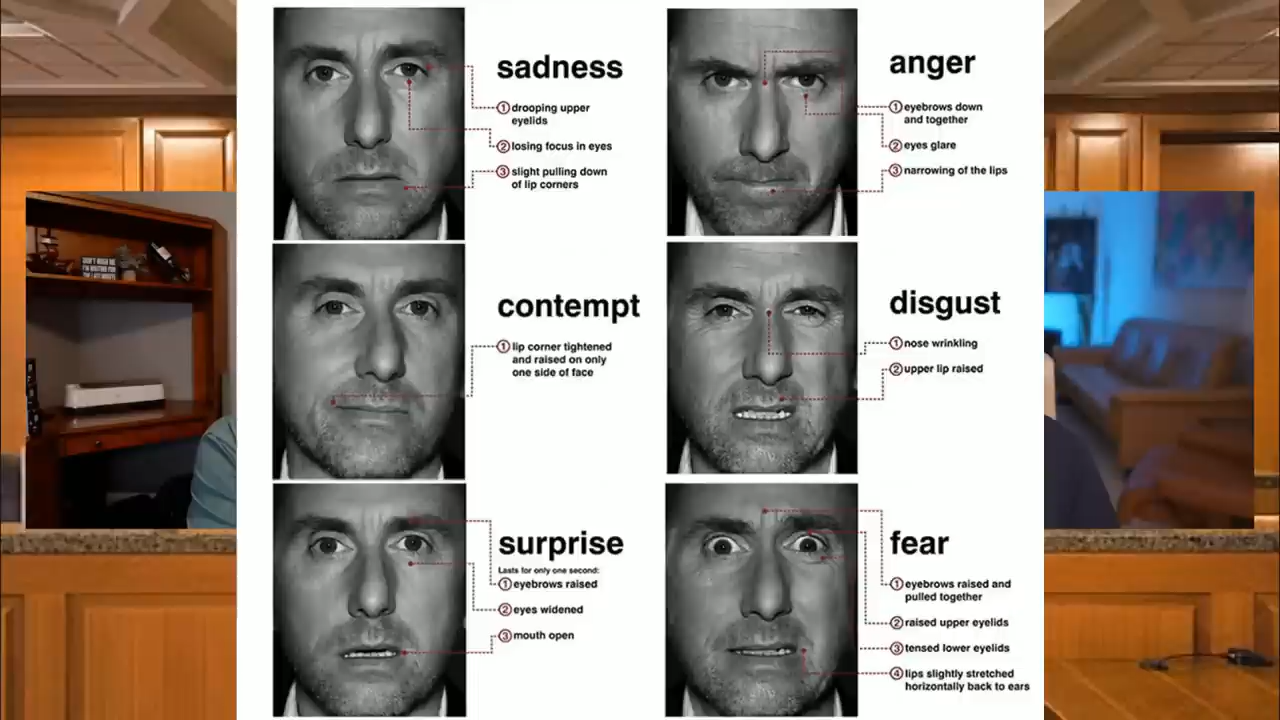 sadness
1 drooping upper
eyelids
2 losing focus in eyes
3 slight pulling down
of lip corners
anger
1 eyebrows down
and together
2 eyes glare
3 narrowing of the lips
contempt
1 lip corner tightened
and raised on only
one side of face
disgust
1 nose wrinkling
2 upper lip raised
surprise
Lasts for only one second:
1 eyebrows raised
2 eyes widened
3 mouth open
fear
1 eyebrows raised and
pulled together
2 raised upper eyelids
3 tensed lower eyelids
4 lips slightly stretched
horizontally back to ears